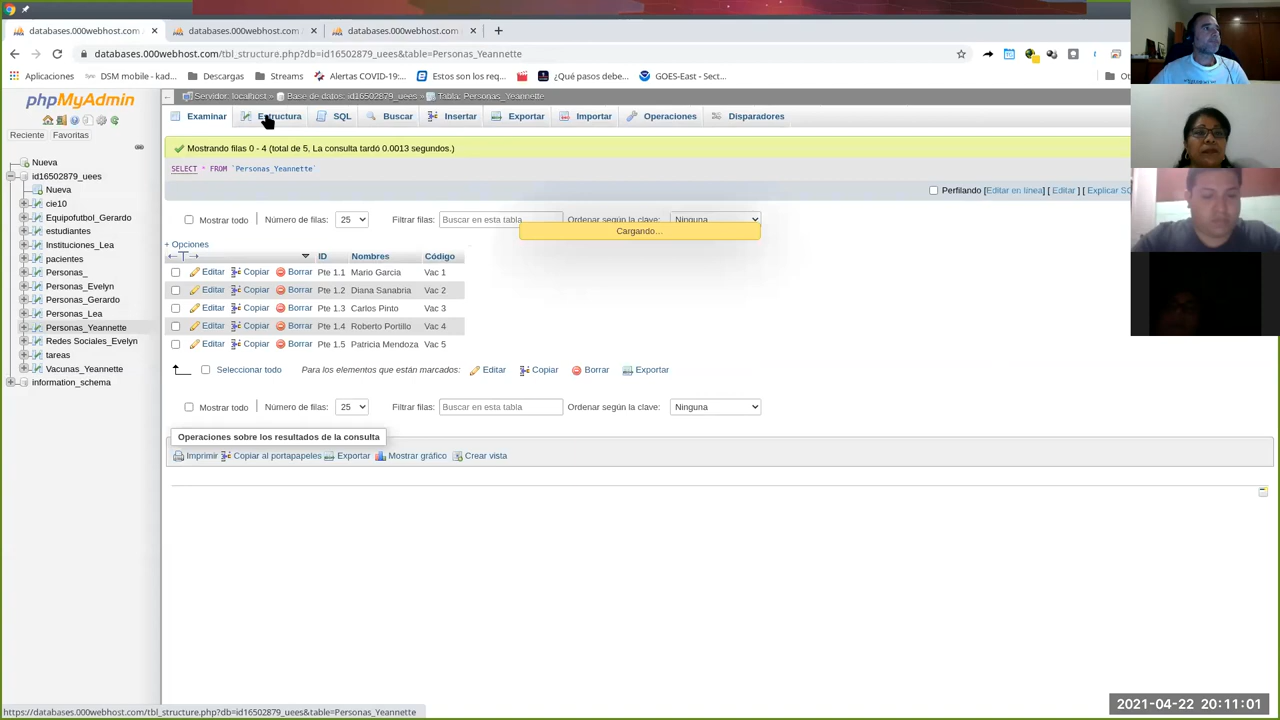 databases.000webhost.com / ×
databases.000webhost.com / ×
databases.000webhost.com / ×
+
databases.000webhost.com/tbl_structure.php?db=id16502879_uees&table=Personas_Yeannette
Aplicaciones
DSM mobile - kad...
Descargas
Streams
Alertas COVID-19:...
Estos son los req...
¿Qué pasos debe...
GOES-East - Sect...
phpMyAdmin
Reciente Favoritas
Nueva
id16502879_uees
Nueva
cie10
Equipofutbol_Gerardo
estudiantes
Instituciones_Lea
pacientes
Personas_
Personas_Evelyn
Personas_Gerardo
Personas_Lea
Personas_Yeannette
Redes Sociales_Evelyn
tareas
Vacunas_Yeannette
information_schema
Servidor: localhost » Base de datos: id16502879_uees » Tabla: Personas_Yeannette
Examinar Estructura SQL Buscar Insertar Exportar Importar Operaciones Disparadores
Mostrando filas 0 - 4 (total de 5, La consulta tardó 0.0013 segundos.)
SELECT * FROM `Personas_Yeannette`
Perfilando [Editar en línea] [ Editar ] [ Explicar SQ
Mostrar todo Número de filas: 25 Filtrar filas: Buscar en esta tabla Ordenar según la clave: Ninguna
Cargando...
+ Opciones
←T→ ID Nombres Código
Editar Copiar Borrar Pte 1.1 Mario Garcia Vac 1
Editar Copiar Borrar Pte 1.2 Diana Sanabria Vac 2
Editar Copiar Borrar Pte 1.3 Carlos Pinto Vac 3
Editar Copiar Borrar Pte 1.4 Roberto Portillo Vac 4
Editar Copiar Borrar Pte 1.5 Patricia Mendoza Vac 5
Seleccionar todo Para los elementos que están marcados: Editar Copiar Borrar Exportar
Mostrar todo Número de filas: 25 Filtrar filas: Buscar en esta tabla Ordenar según la clave: Ninguna
Operaciones sobre los resultados de la consulta
Imprimir Copiar al portapapeles Exportar Mostrar gráfico Crear vista
https://databases.000webhost.com/tbl_structure.php?db=id16502879_uees&table=Personas_Yeannette
2021-04-22 20:11:01